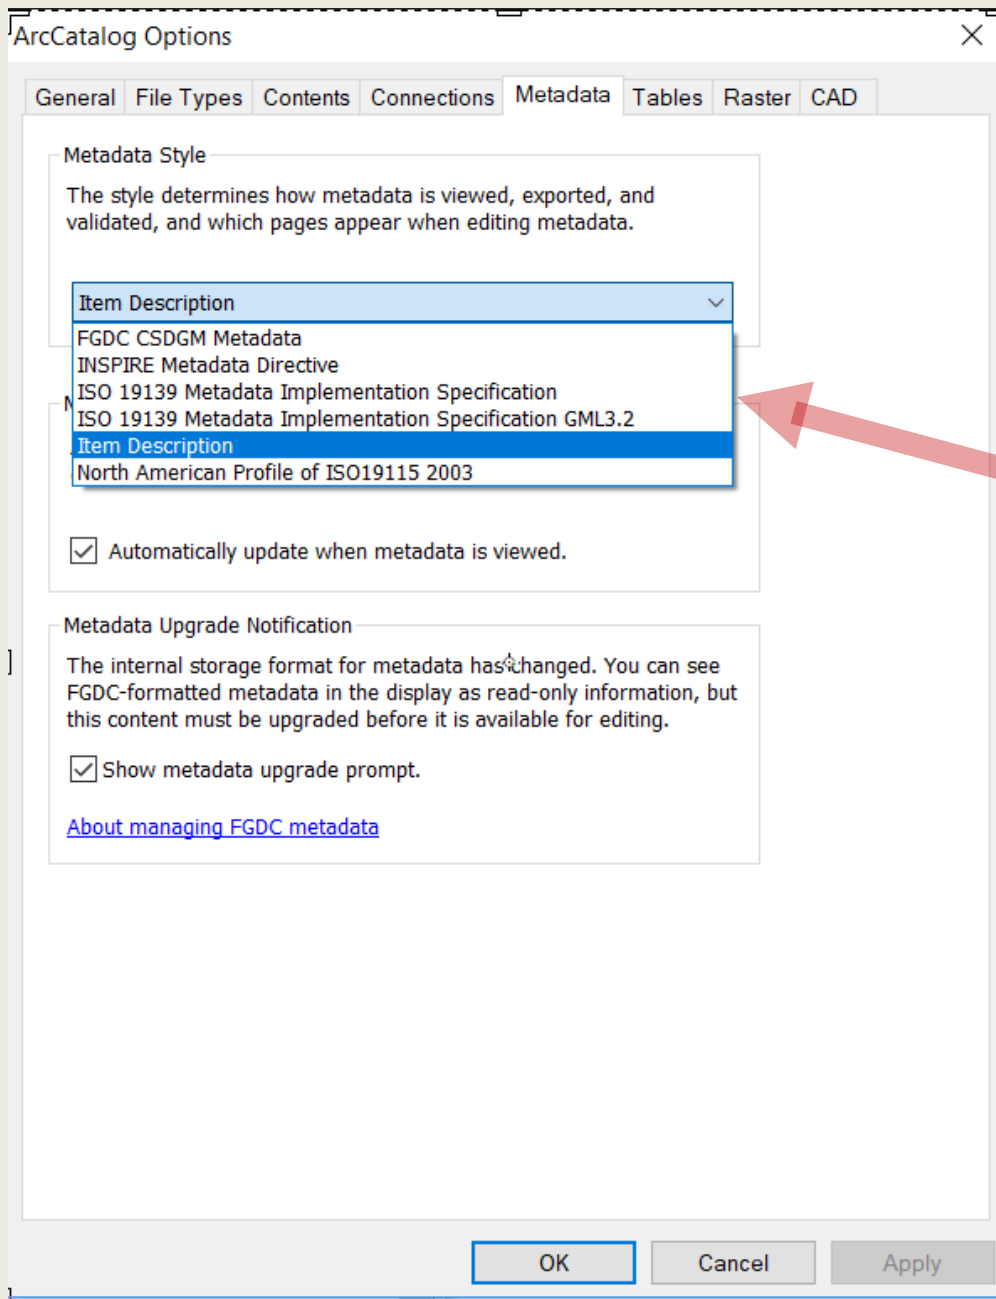 ArcCatalog Options
General File Types Contents Connections Metadata Tables Raster CAD
Metadata Style
The style determines how metadata is viewed, exported, and
validated, and which pages appear when editing metadata.
Item Description
FGDC CSDGM Metadata
INSPIRE Metadata Directive
ISO 19139 Metadata Implementation Specification
ISO 19139 Metadata Implementation Specification GML3.2
Item Description
North American Profile of ISO19115 2003
Automatically update when metadata is viewed.
Metadata Upgrade Notification
The internal storage format for metadata has changed. You can see
FGDC-formatted metadata in the display as read-only information, but
this content must be upgraded before it is available for editing.
Show metadata upgrade prompt.
About managing FGDC metadata
OK Cancel Apply